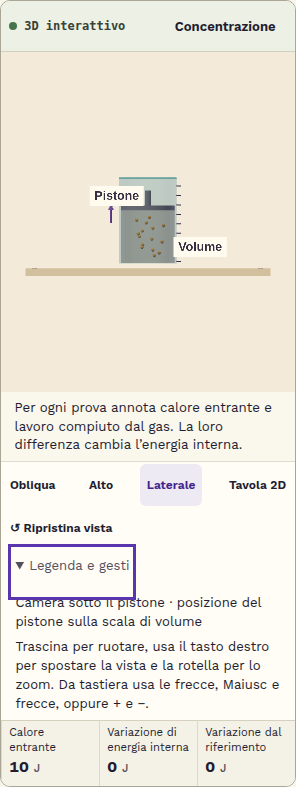 3D interattivo
Concentrazione
Pistone
Volume
Per ogni prova annota calore entrante e
lavoro compiuto dal gas. La loro
differenza cambia l'energia interna.
Obliqua
Alto
Laterale
Tavola 2D
↺ Ripristina vista
▼ Legenda e gesti
Camera sotto il pistone · posizione del
pistone sulla scala di volume
Trascina per ruotare, usa il tasto destro
per spostare la vista e la rotella per lo
zoom. Da tastiera usa le frecce, Maiusc e
frecce, oppure + e −.
Calore
entrante
10 J
Variazione di
energia interna
0 J
Variazione dal
riferimento
0 J